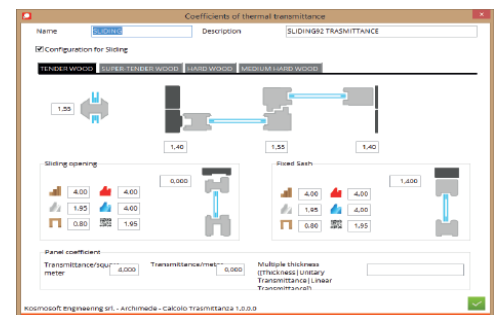 Coefficients of thermal transmittance
Name SLIDING Description SLIDING92 TRASMITTANCE
Configuration for Sliding
TENDER WOOD SUPER-TENDER WOOD HARD WOOD MEDIUM HARD WOOD
1,55
1,40 1,55 1,40
Sliding opening Fixed Sash
0,000 1,400
4.00 4.00 4.00 4.00
1.95 4.00 1,95 4,00
0.80 1.95 0.80 1,95
Panel coefficient
Transmittance/square meter 4,000 Transmittance/meter 0,000 Multiple thickness
((Thickness|Unitary
Transmittance|Linear
Transmittance|)
Kosmosoft Engineering srl. - Archimede - Calcolo Trasmittanza 1.0.0.0